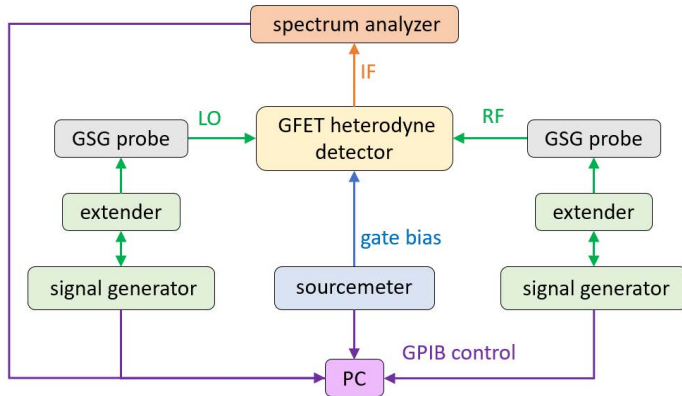 spectrum analyzer
IF
LO
RF
GSG probe
GFET heterodyne
detector
GSG probe
extender
extender
gate bias
signal generator
sourcemeter
signal generator
GPIB control
PC